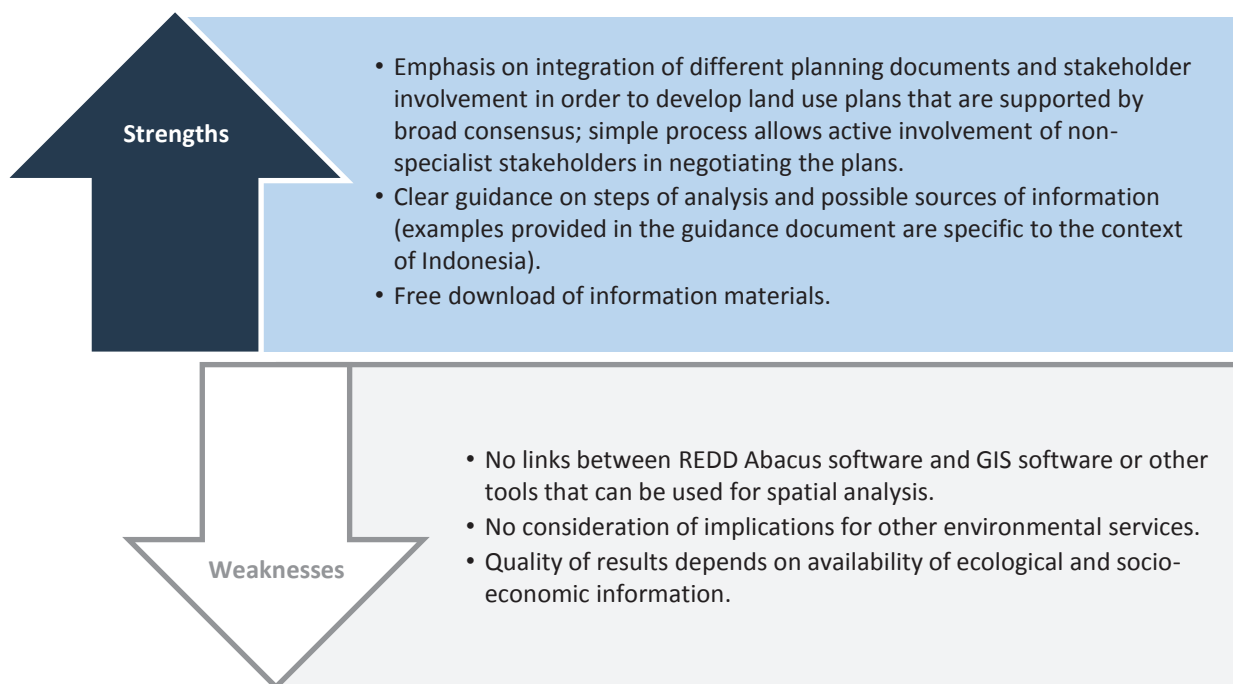 Strengths
• Emphasis on integration of different planning documents and stakeholder
involvement in order to develop land use plans that are supported by
broad consensus; simple process allows active involvement of non-
specialist stakeholders in negotiating the plans.
• Clear guidance on steps of analysis and possible sources of information
(examples provided in the guidance document are specific to the context
of Indonesia).
• Free download of information materials.
Weaknesses
• No links between REDD Abacus software and GIS software or other
tools that can be used for spatial analysis.
• No consideration of implications for other environmental services.
• Quality of results depends on availability of ecological and socio-
economic information.